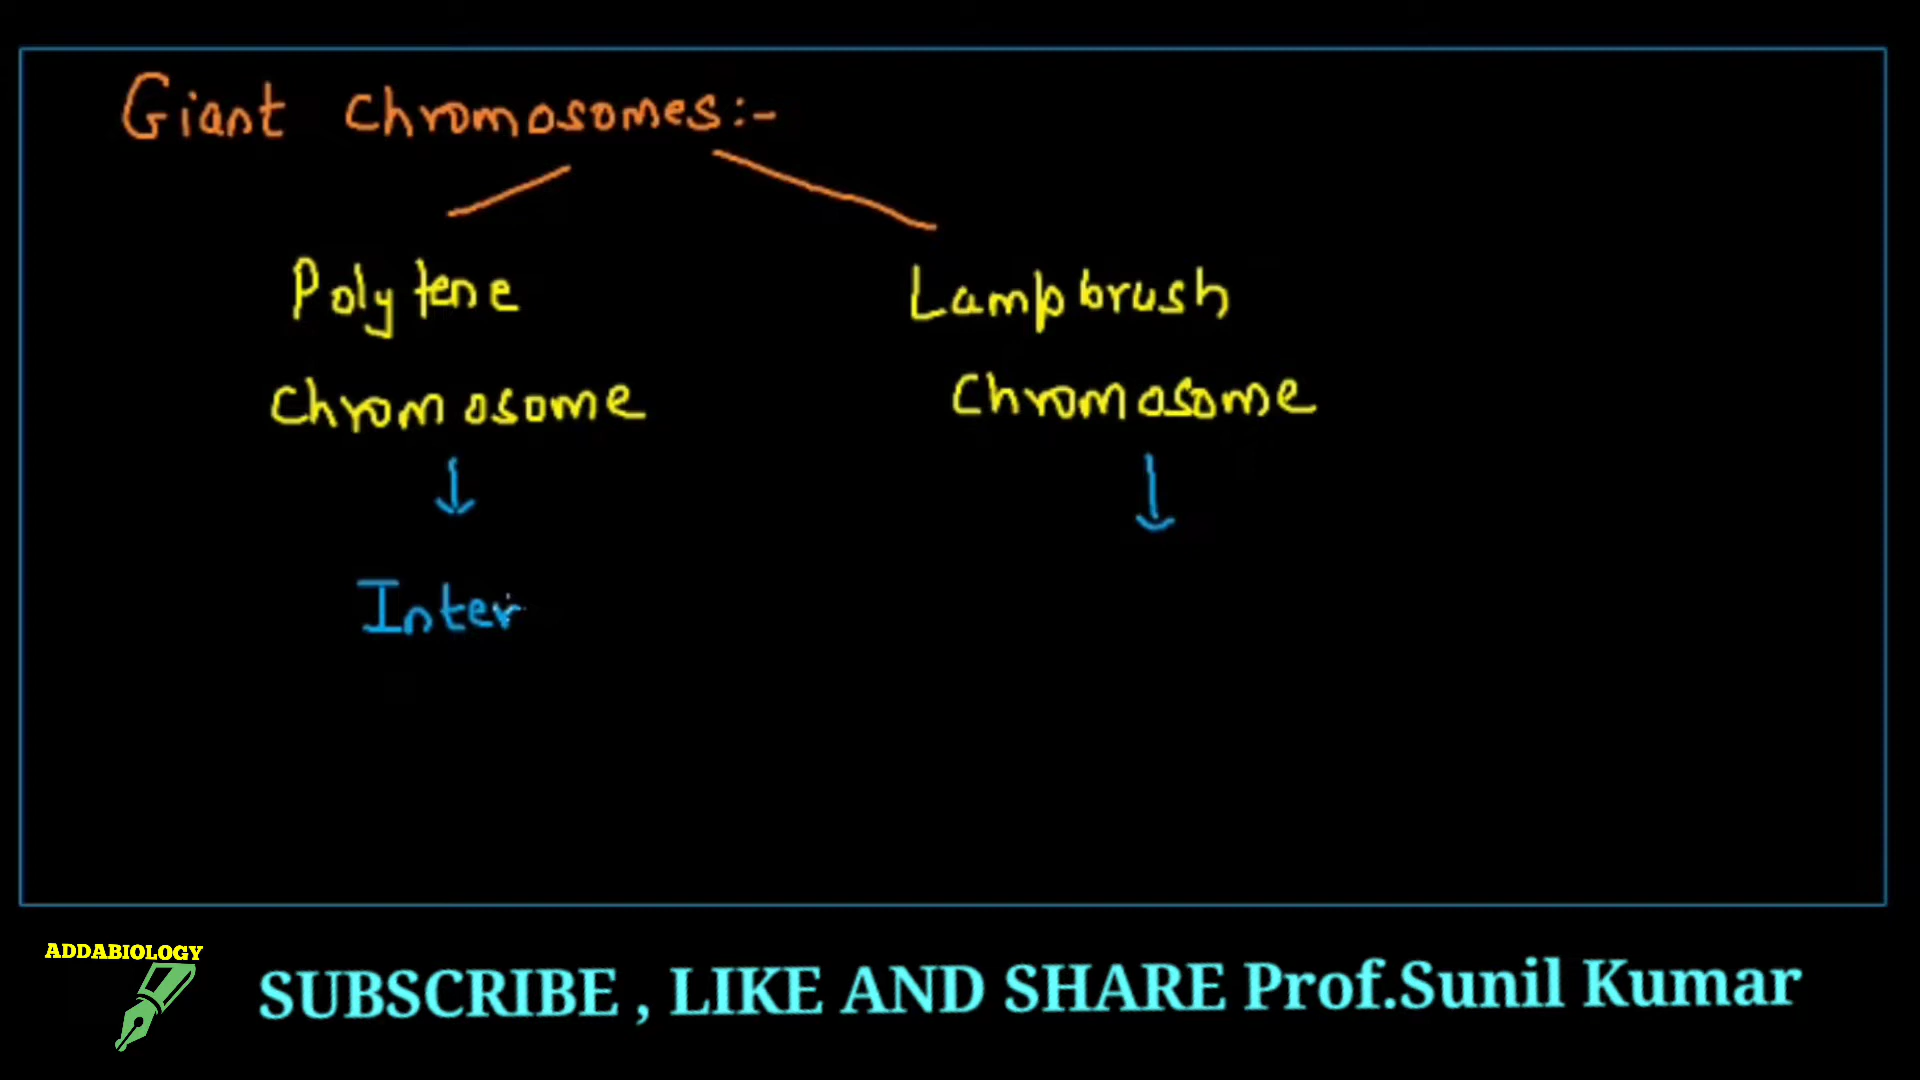 Giant Chromosomes:-
Polytene
Chromosome
Lampbrush
Chromosome
Inter
ADDABIOLOGY
SUBSCRIBE , LIKE AND SHARE Prof.Sunil Kumar